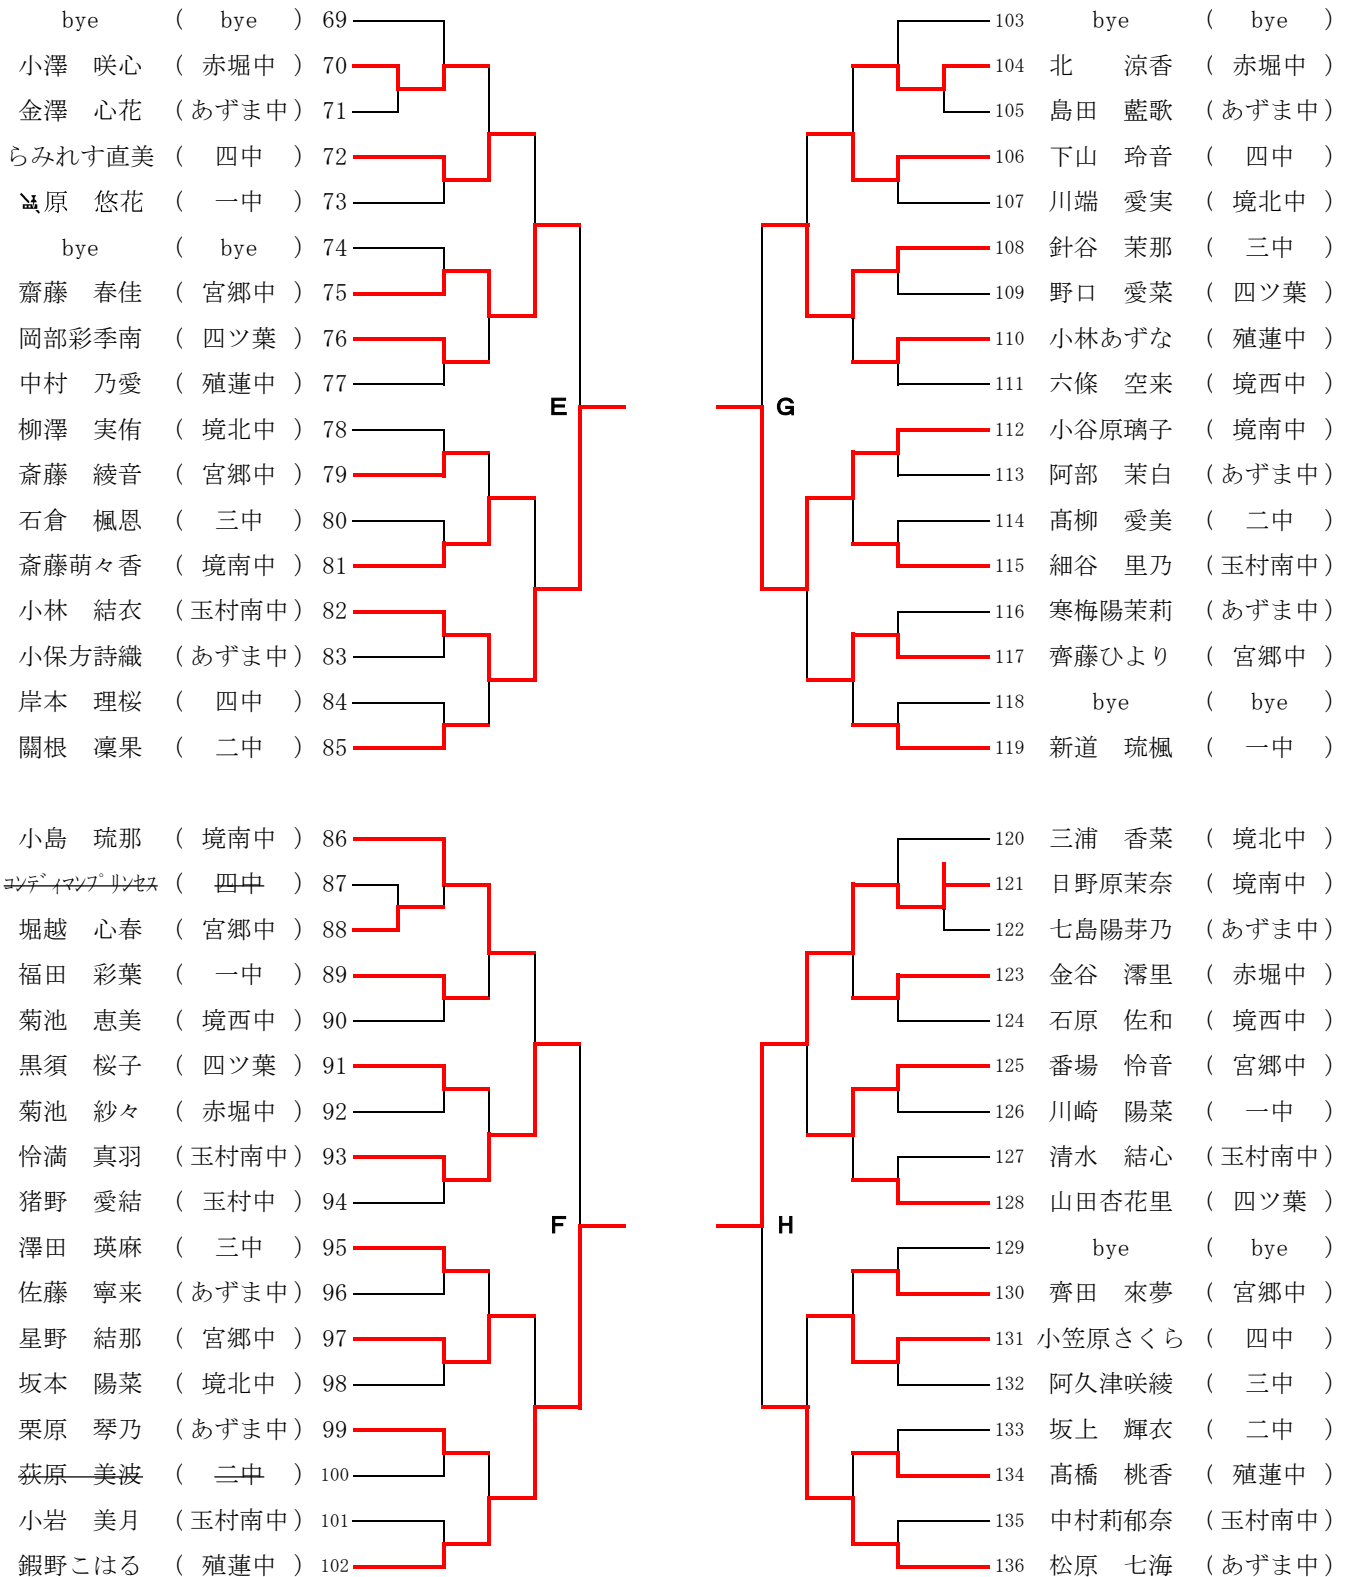 bye ( bye ) 69
小澤 咲心 ( 赤堀中 ) 70
金澤 心花 ( あずま中 ) 71
らみれす直美 ( 四中 ) 72
原 悠花 ( 一中 ) 73
bye ( bye ) 74
齋藤 春佳 ( 宮郷中 ) 75
岡部彩季南 ( 四ツ葉 ) 76
中村 乃愛 ( 殖蓮中 ) 77
柳澤 実侑 ( 境北中 ) 78
斎藤 綾音 ( 宮郷中 ) 79
石倉 楓恩 ( 三中 ) 80
斎藤萌々香 ( 境南中 ) 81
小林 結衣 ( 玉村南中 ) 82
小保方詩織 ( あずま中 ) 83
岸本 理桜 ( 四中 ) 84
關根 凜果 ( 二中 ) 85
E
小島 琉那 ( 境南中 ) 86
コンディマンプリンセス ( 四中 ) 87
堀越 心春 ( 宮郷中 ) 88
福田 彩葉 ( 一中 ) 89
菊池 恵美 ( 境西中 ) 90
黒須 桜子 ( 四ツ葉 ) 91
菊池 紗々 ( 赤堀中 ) 92
怜満 真羽 ( 玉村南中 ) 93
猪野 愛結 ( 玉村中 ) 94
澤田 瑛麻 ( 三中 ) 95
佐藤 寧来 ( あずま中 ) 96
星野 結那 ( 宮郷中 ) 97
坂本 陽菜 ( 境北中 ) 98
栗原 琴乃 ( あずま中 ) 99
荻原 美波 ( 二中 ) 100
小岩 美月 ( 玉村南中 ) 101
鍜野こはる ( 殖蓮中 ) 102
F
103 bye ( bye )
104 北 涼香 ( 赤堀中 )
105 島田 藍歌 ( あずま中 )
106 下山 玲音 ( 四中 )
107 川端 愛実 ( 境北中 )
108 針谷 茉那 ( 三中 )
109 野口 愛菜 ( 四ツ葉 )
110 小林あずな ( 殖蓮中 )
111 六條 空来 ( 境西中 )
112 小谷原璃子 ( 境南中 )
113 阿部 茉白 ( あずま中 )
114 髙柳 愛美 ( 二中 )
115 細谷 里乃 ( 玉村南中 )
116 寒梅陽茉莉 ( あずま中 )
117 齊藤ひより ( 宮郷中 )
118 bye ( bye )
119 新道 琉楓 ( 一中 )
G
120 三浦 香菜 ( 境北中 )
121 日野原茉奈 ( 境南中 )
122 七島陽芽乃 ( あずま中 )
123 金谷 澪里 ( 赤堀中 )
124 石原 佐和 ( 境西中 )
125 番場 怜音 ( 宮郷中 )
126 川崎 陽菜 ( 一中 )
127 清水 結心 ( 玉村南中 )
128 山田杏花里 ( 四ツ葉 )
129 bye ( bye )
130 齊田 來夢 ( 宮郷中 )
131 小笠原さくら ( 四中 )
132 阿久津咲綾 ( 三中 )
133 坂上 輝衣 ( 二中 )
134 髙橋 桃香 ( 殖蓮中 )
135 中村莉郁奈 ( 玉村南中 )
136 松原 七海 ( あずま中 )
H